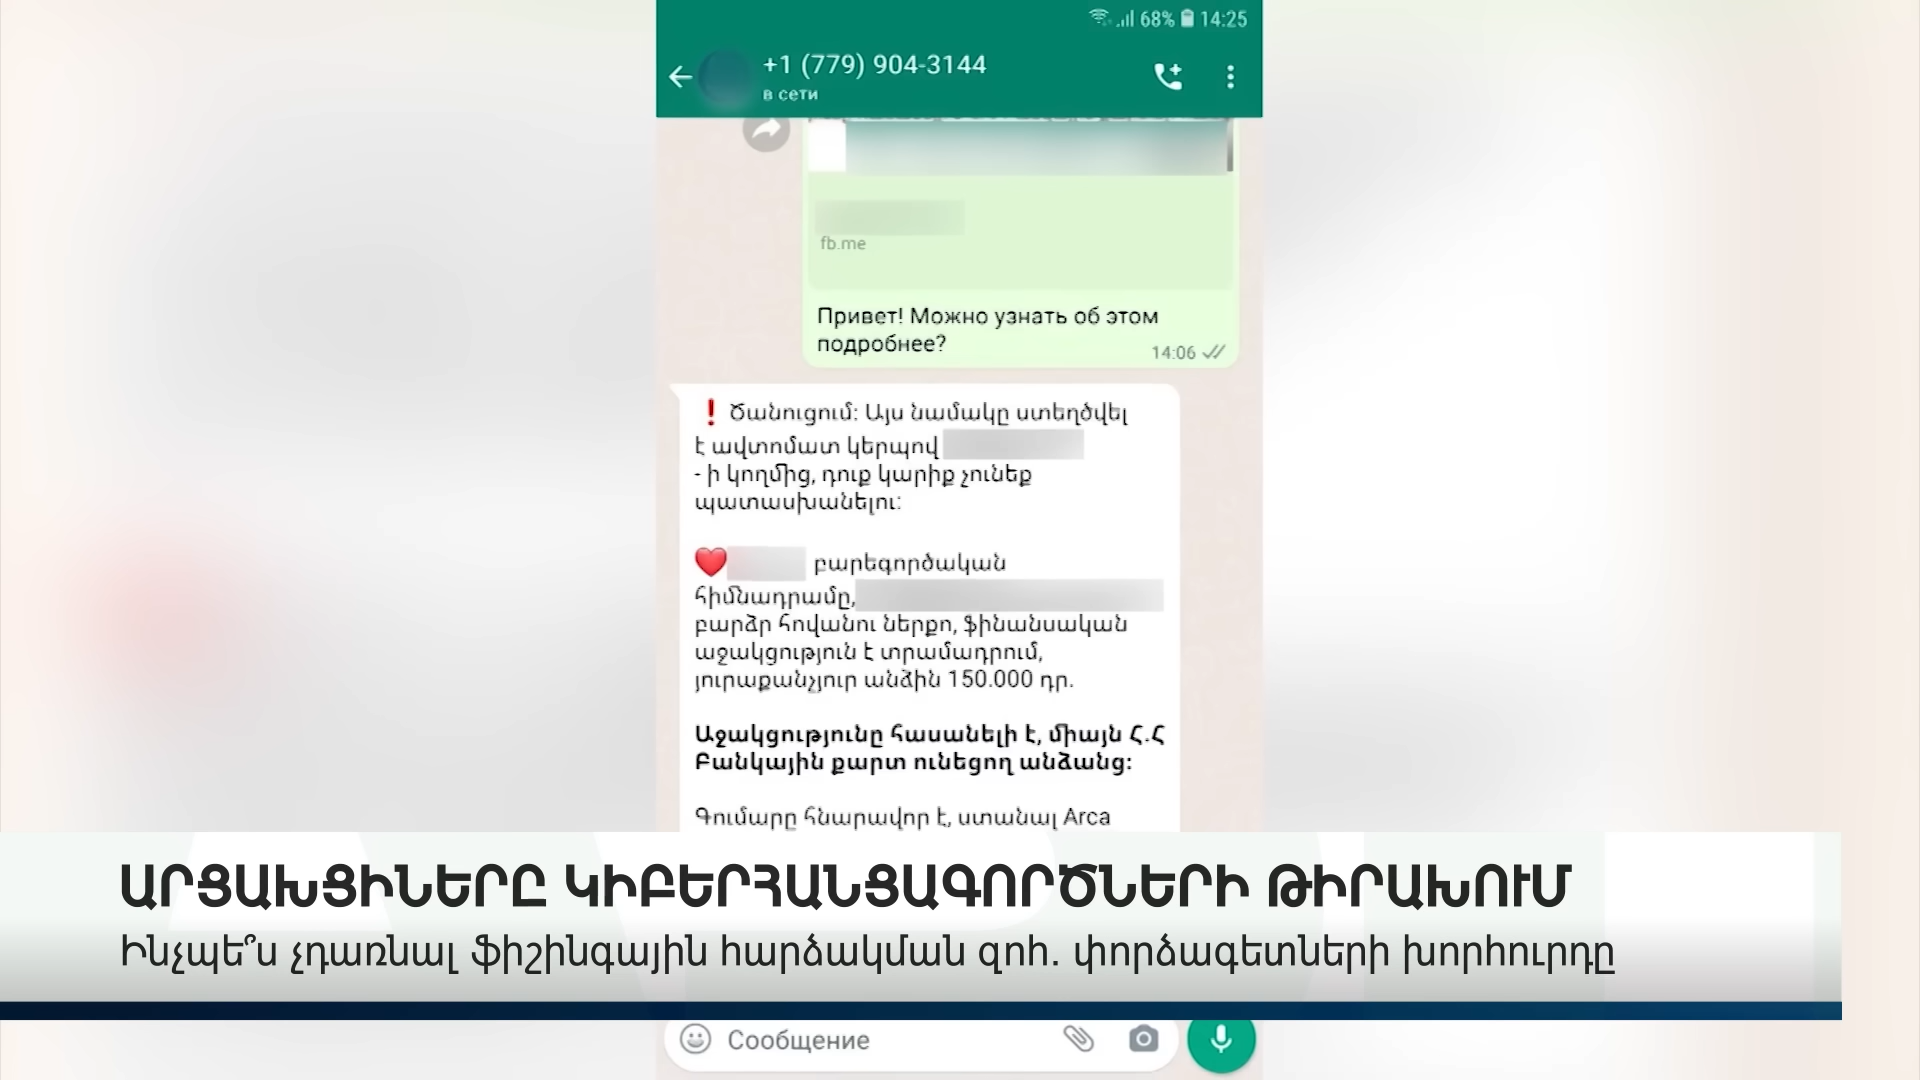 68% 14:25
+1 (779) 904-3144
в сети
fb.me
Привет! Можно узнать об этом
подробнее?
14:06
❗ Ծանուցում: Այս նամակը ստեղծվել
է ավտոմատ կերպով
- ի կողմից, դուք կարիք չունեք
պատասխանելու:
❤️ բարեգործական
հիմնադրամը,
բարձր հովանու ներքո, ֆինանսական
աջակցություն է տրամադրում,
յուրաքանչյուր անձին 150.000 դր.
Աջակցությունը հասանելի է, միայն Հ.Հ
Բանկային քարտ ունեցող անձանց:
Գումարը հնարավոր է, ստանալ Arca
ԱՐՑԱԽՑԻՆԵՐԸ ԿԻԲԵՐՀԱՆՑԱԳՈՐԾՆԵՐԻ ԹԻՐԱԽՈՒՄ
Ինչպե՞ս չդառնալ ֆիշինգային հարձակման զոհ. փորձագետների խորհուրդը
Сообщение